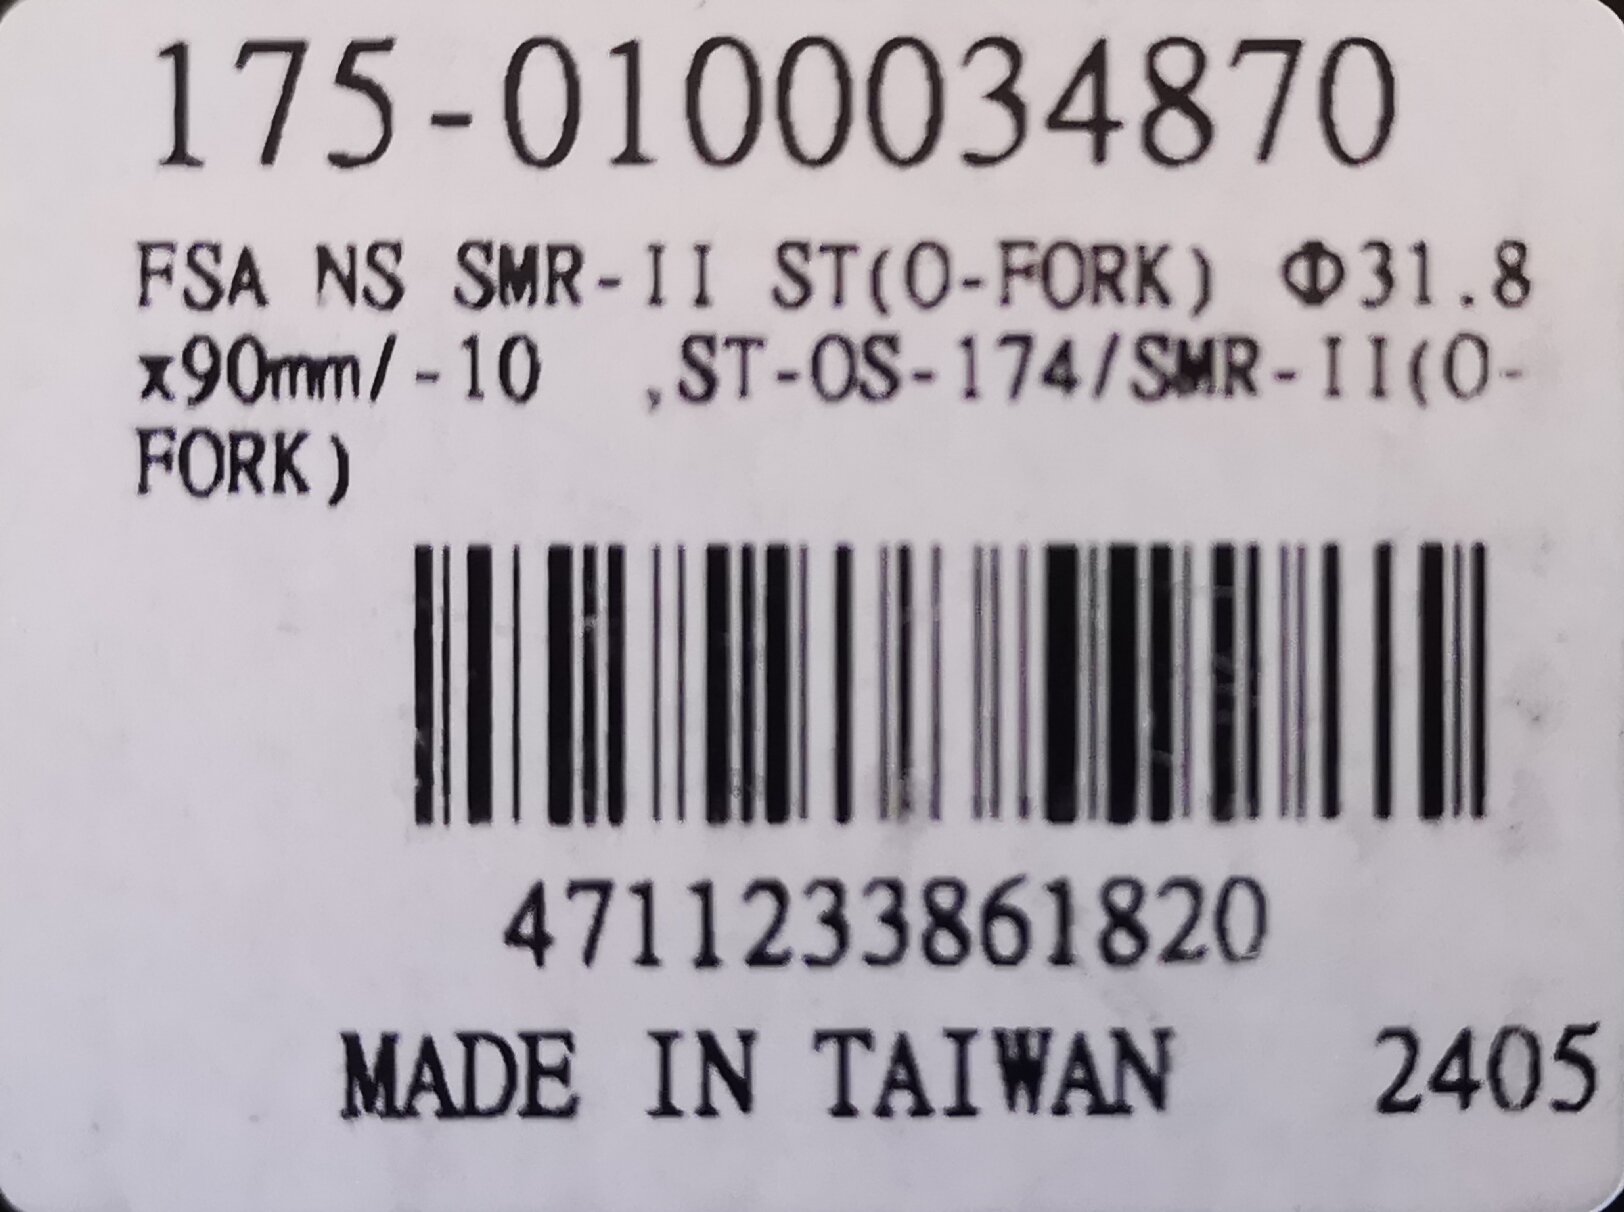 175-0100034870
FSA NS SMR-II ST(O-FORK) Φ31.8
x90mm/-10 ,ST-OS-174/SMR-II(O-
FORK)
4711233861820
MADE IN TAIWAN 2405